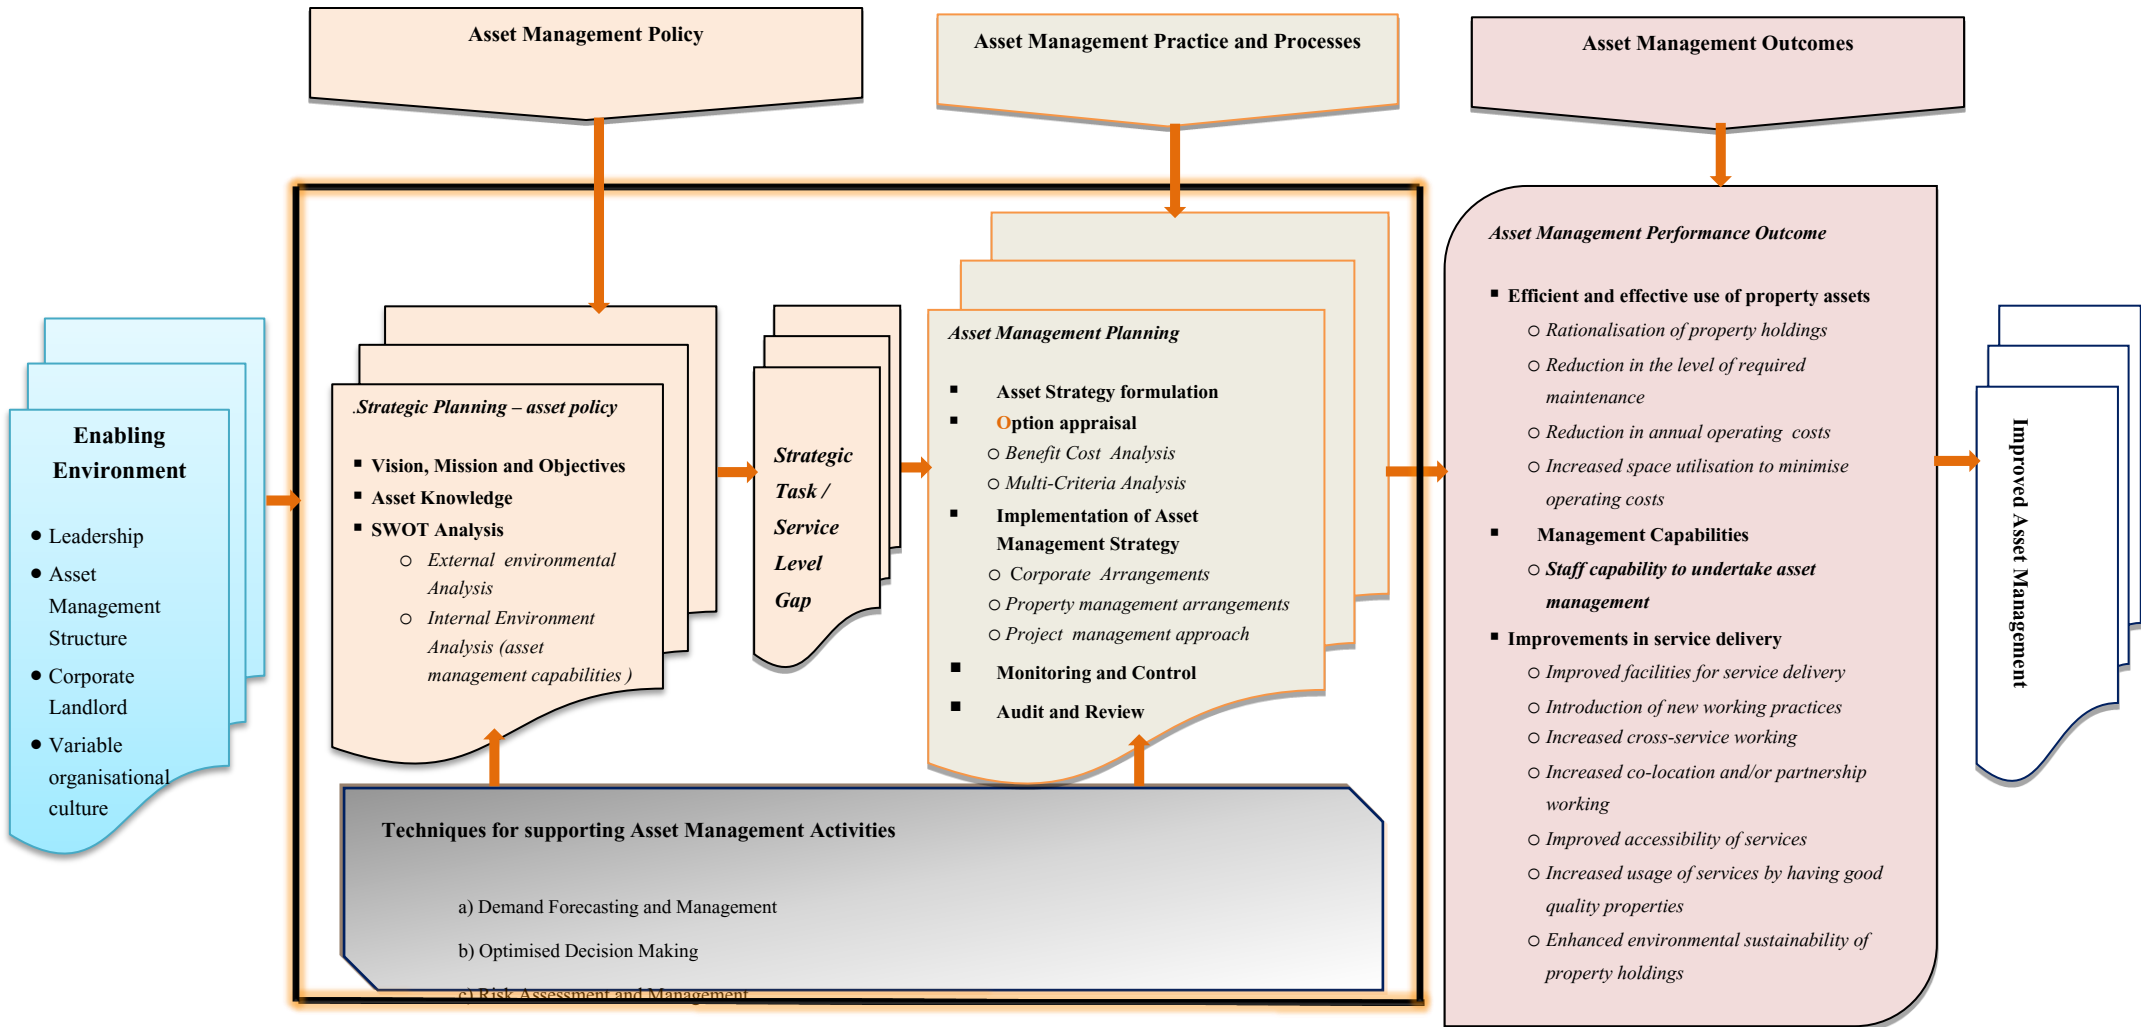 Asset Management Policy
Asset Management Practice and Processes
Asset Management Outcomes
Enabling
Environment
● Leadership
● Asset
Management
Structure
● Corporate
Landlord
● Variable
organisational
culture
.Strategic Planning – asset policy
▪ Vision, Mission and Objectives
▪ Asset Knowledge
▪ SWOT Analysis
○ External environmental
Analysis
○ Internal Environment
Analysis (asset
management capabilities )
Strategic
Task /
Service
Level
Gap
Asset Management Planning
▪ Asset Strategy formulation
▪ Option appraisal
○ Benefit Cost Analysis
○ Multi-Criteria Analysis
▪ Implementation of Asset
Management Strategy
○ Corporate Arrangements
○ Property management arrangements
○ Project management approach
▪ Monitoring and Control
▪ Audit and Review
Techniques for supporting Asset Management Activities
a) Demand Forecasting and Management
b) Optimised Decision Making
c) Risk Assessment and Management
Asset Management Performance Outcome
▪ Efficient and effective use of property assets
○ Rationalisation of property holdings
○ Reduction in the level of required
maintenance
○ Reduction in annual operating costs
○ Increased space utilisation to minimise
operating costs
▪ Management Capabilities
○ Staff capability to undertake asset
management
▪ Improvements in service delivery
○ Improved facilities for service delivery
○ Introduction of new working practices
○ Increased cross-service working
○ Increased co-location and/or partnership
working
○ Improved accessibility of services
○ Increased usage of services by having good
quality properties
○ Enhanced environmental sustainability of
property holdings
Improved Asset Management